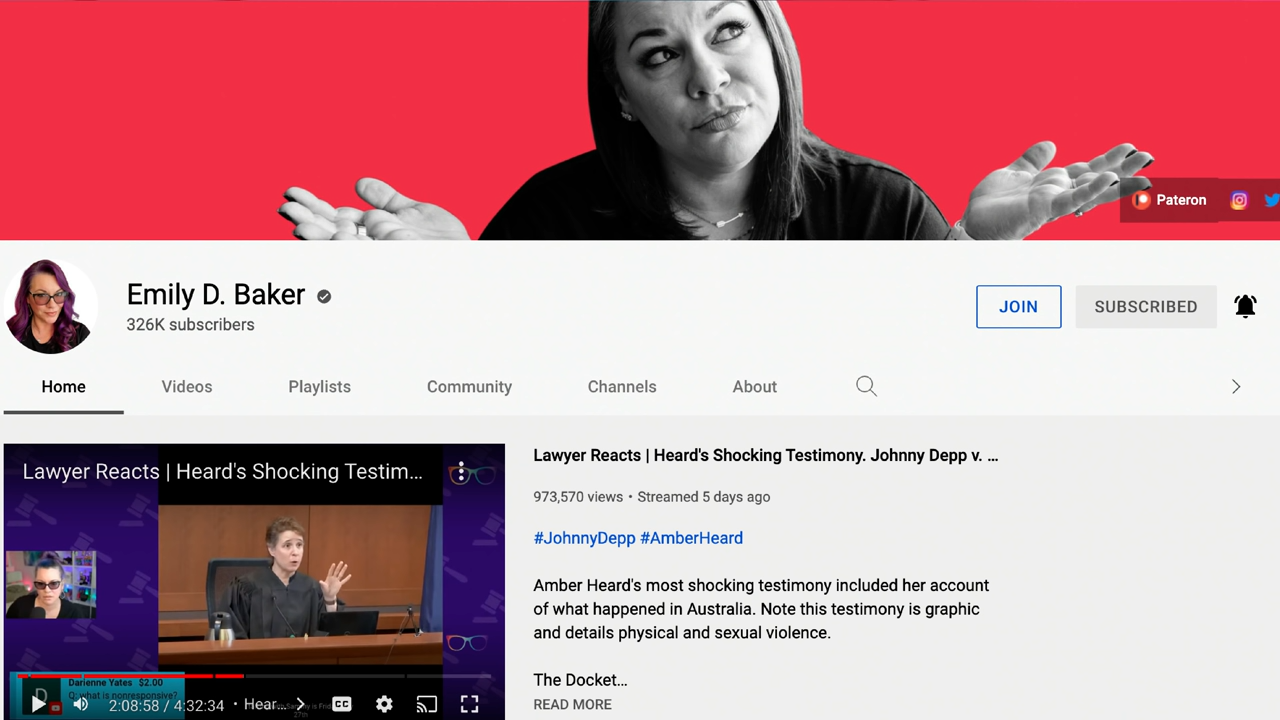 Pateron
Emily D. Baker
326K subscribers
JOIN
SUBSCRIBED
Home
Videos
Playlists
Community
Channels
About
Lawyer Reacts | Heard's Shocking Testim...
Lawyer Reacts | Heard's Shocking Testimony. Johnny Depp v. ...
973,570 views • Streamed 5 days ago
#JohnnyDepp #AmberHeard
Amber Heard's most shocking testimony included her account
of what happened in Australia. Note this testimony is graphic
and details physical and sexual violence.
The Docket...
READ MORE
Darienne Yates $2.00
Q: what is nonresponsive?
D
2:08:58 / 4:32:34 • Hear...
CC
27th